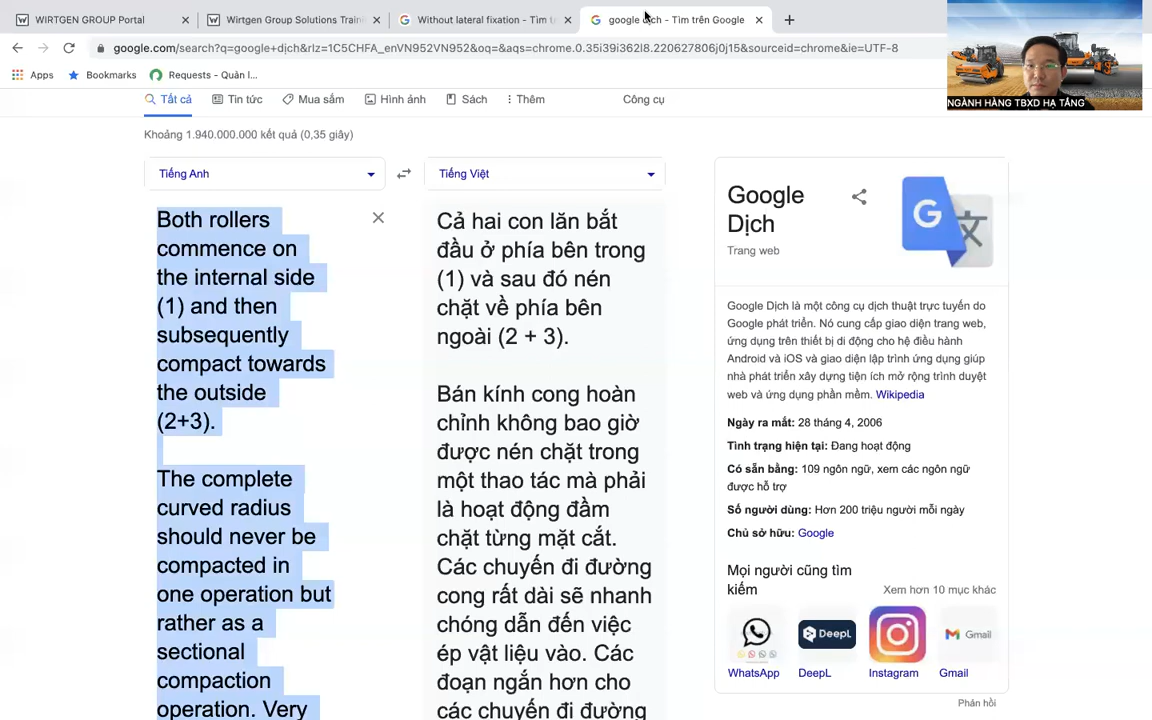 WIRTGEN GROUP Portal
Wirtgen Group Solutions Traini
Without lateral fixation - Tìm tr
google dịch - Tìm trên Google
google.com/search?q=google+dịch&rlz=1C5CHFA_enVN952VN952&oq=&aqs=chrome.0.35i39i362l8.220627806j0j15&sourceid=chrome&ie=UTF-8
Apps
Bookmarks
Requests - Quản l...
NGÀNH HÀNG TBXD HẠ TẦNG
Tất cả
Tin tức
Mua sắm
Hình ảnh
Sách
Thêm
Công cụ
Khoảng 1.940.000.000 kết quả (0,35 giây)
Tiếng Anh
Tiếng Việt
Both rollers
commence on
the internal side
(1) and then
subsequently
compact towards
the outside
(2+3).
The complete
curved radius
should never be
compacted in
one operation but
rather as a
sectional
compaction
operation. Very
Cả hai con lăn bắt
đầu ở phía bên trong
(1) và sau đó nén
chặt về phía bên
ngoài (2 + 3).
Bán kính cong hoàn
chỉnh không bao giờ
được nén chặt trong
một thao tác mà phải
là hoạt động đầm
chặt từng mặt cắt.
Các chuyến đi đường
cong rất dài sẽ nhanh
chóng dẫn đến việc
ép vật liệu vào. Các
đoạn ngắn hơn cho
các chuyến đi đường
Google
Dịch
Trang web
Google Dịch là một công cụ dịch thuật trực tuyến do
Google phát triển. Nó cung cấp giao diện trang web,
ứng dụng trên thiết bị di động cho hệ điều hành
Android và iOS và giao diện lập trình ứng dụng giúp
nhà phát triển xây dựng tiện ích mở rộng trình duyệt
web và ứng dụng phần mềm. Wikipedia
Ngày ra mắt: 28 tháng 4, 2006
Tình trạng hiện tại: Đang hoạt động
Có sẵn bằng: 109 ngôn ngữ, xem các ngôn ngữ
được hỗ trợ
Số người dùng: Hơn 200 triệu người mỗi ngày
Chủ sở hữu: Google
Mọi người cũng tìm
kiếm
Xem hơn 10 mục khác
DeepL
Gmail
WhatsApp
DeepL
Instagram
Gmail
Phản hồi